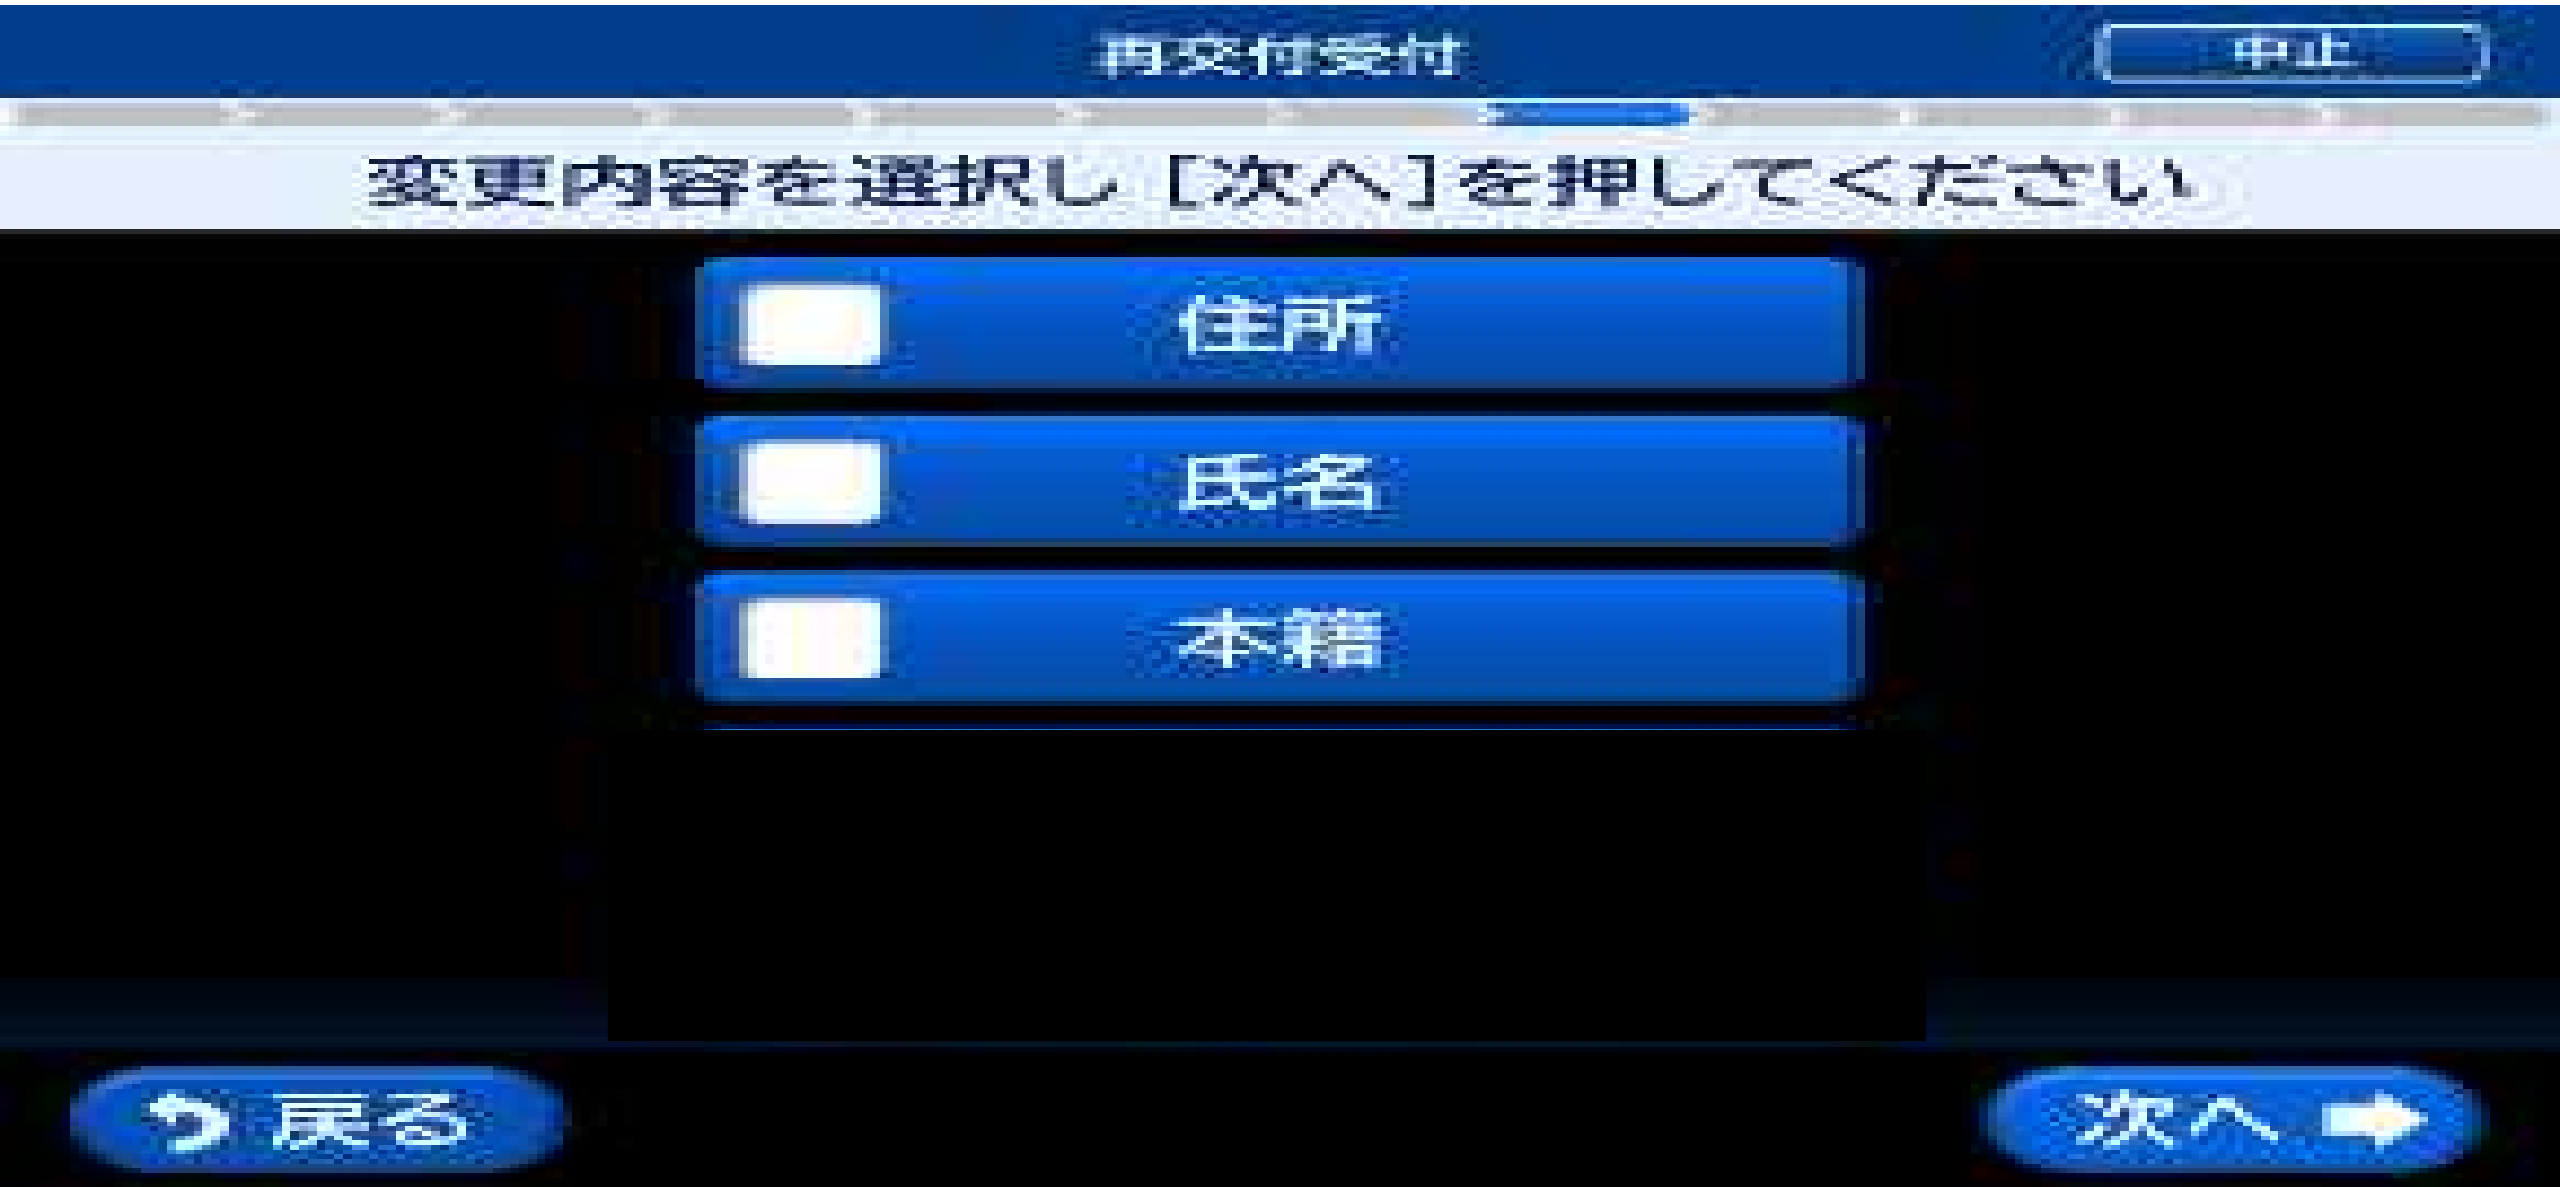 再交付受付
中止
変更内容を選択し [次へ]を押してください
住所
氏名
本籍
戻る
次へ